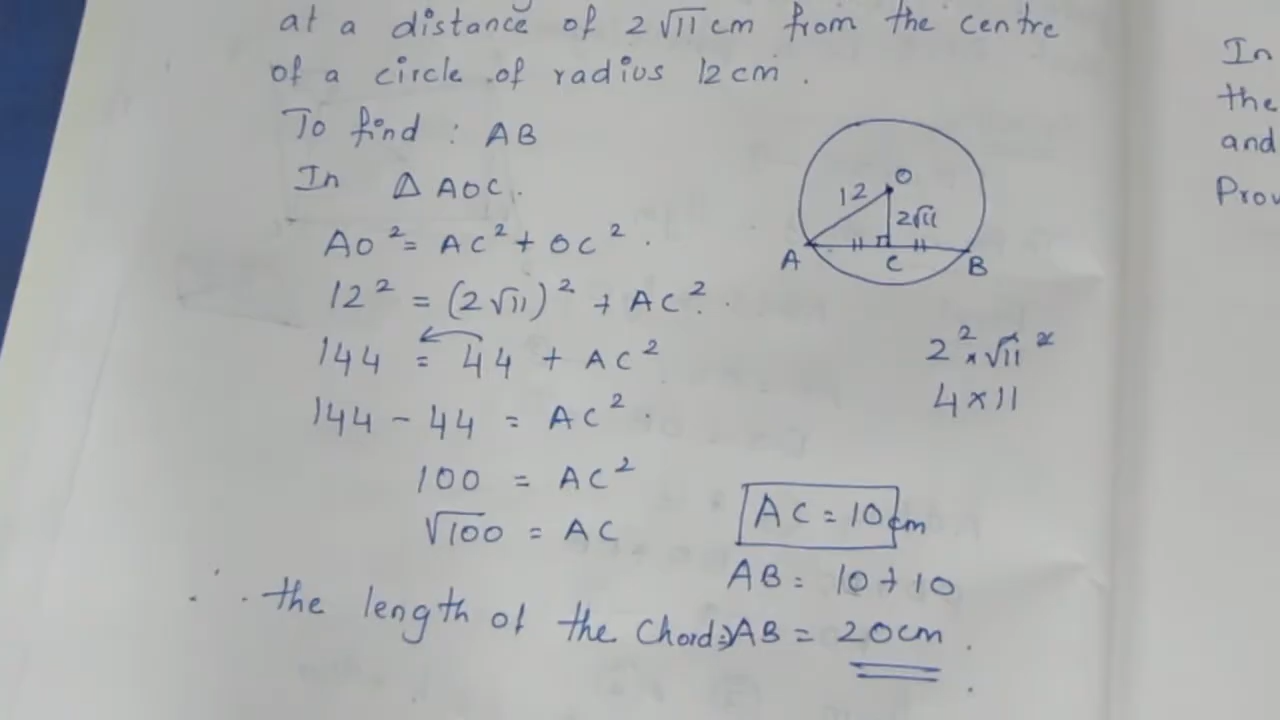 at a distance of 2√11 cm from the centre
of a circle of radius 12 cm.
To find : AB
In △AOC.
AO² = AC² + OC².
12² = (2√11)² + AC².
144 = 44 + AC²
144 - 44 = AC².
100 = AC²
√100 = AC
∴ the length of the Chord ⇒ AB = 20cm.
O
12
2√11
A
C
B
2² × √11²
4 × 11
AC = 10cm
AB = 10 + 10
In
the
and